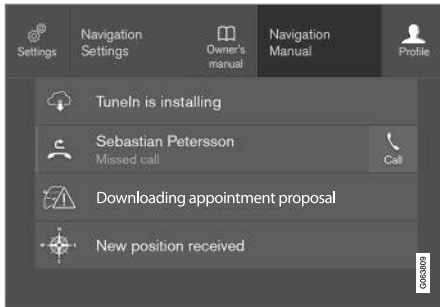 Settings
Navigation
Settings
Owner's
manual
Navigation
Manual
Profile
TuneIn is installing
Sebastian Petersson
Missed call
Call
Downloading appointment proposal
New position received
G063809